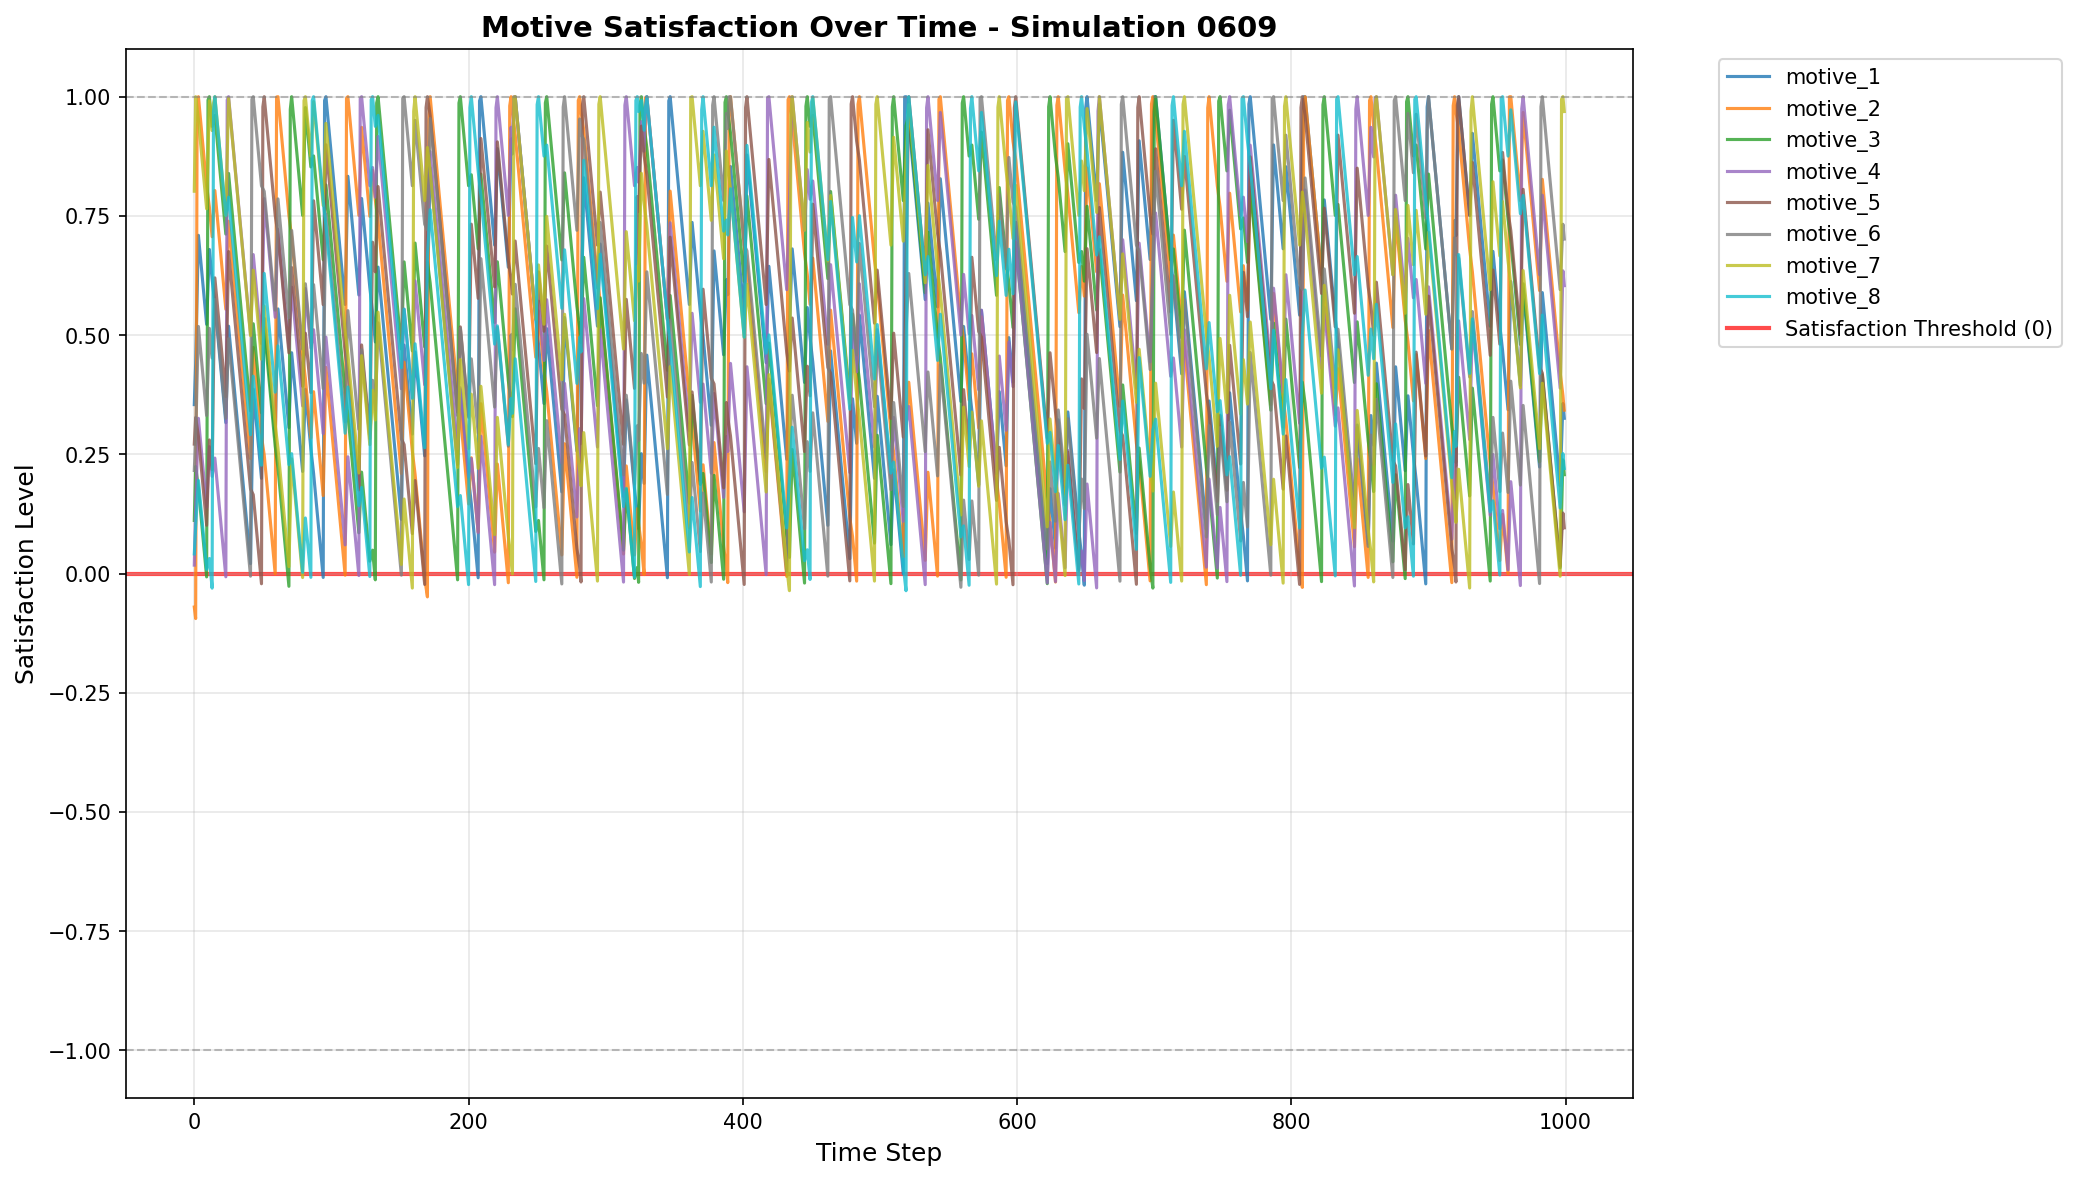 Motive Satisfaction Over Time - Simulation 0609
1.00
0.75
0.50
0.25
0.00
−0.25
−0.50
−0.75
−1.00
Satisfaction Level
0
200
400
600
800
1000
Time Step
motive_1
motive_2
motive_3
motive_4
motive_5
motive_6
motive_7
motive_8
Satisfaction Threshold (0)